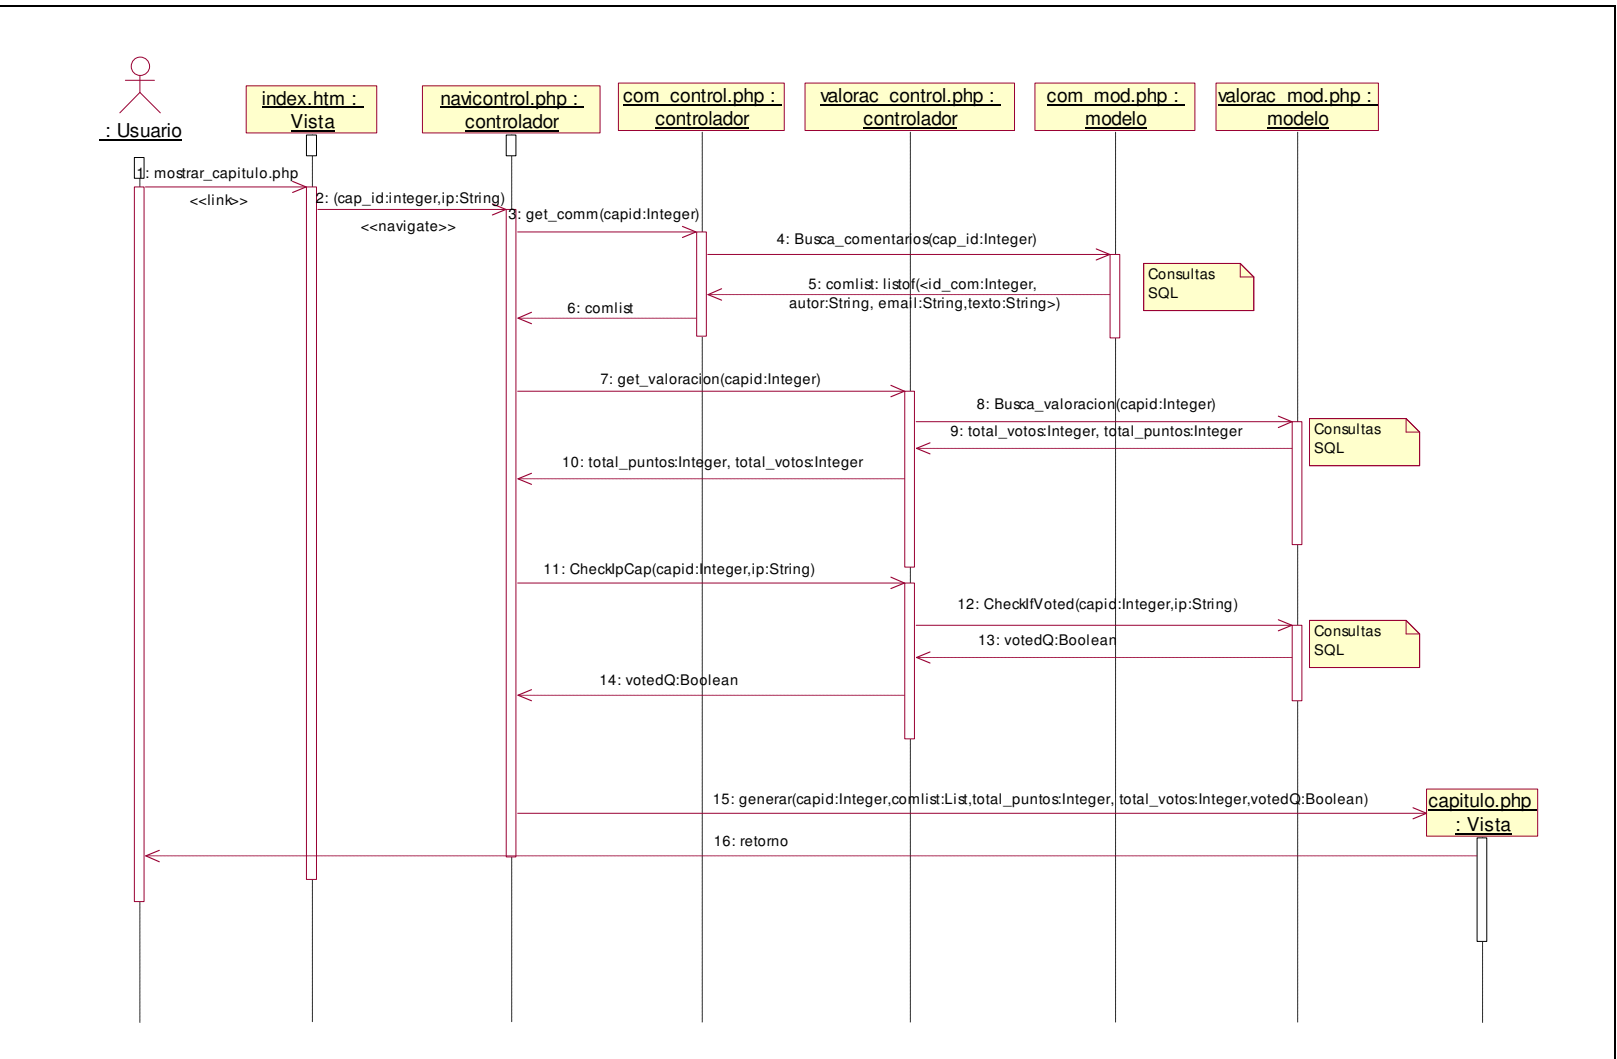 : Usuario
index.htm :
Vista
navicontrol.php :
controlador
com_control.php :
controlador
valorac_control.php :
controlador
com_mod.php :
modelo
valorac_mod.php :
modelo
1: mostrar_capitulo.php
<<link>>
2: (cap_id:integer,ip:String)
<<navigate>>
3: get_comm(capid:Integer)
4: Busca_comentarios(cap_id:Integer)
Consultas
SQL
5: comlist: listof(<id_com:Integer,
autor:String, email:String,texto:String>)
6: comlist
7: get_valoracion(capid:Integer)
8: Busca_valoracion(capid:Integer)
Consultas
SQL
9: total_votos:Integer, total_puntos:Integer
10: total_puntos:Integer, total_votos:Integer
11: CheckIpCap(capid:Integer,ip:String)
12: CheckIfVoted(capid:Integer,ip:String)
Consultas
SQL
13: votedQ:Boolean
14: votedQ:Boolean
15: generar(capid:Integer,comlist:List,total_puntos:Integer, total_votos:Integer,votedQ:Boolean)
capitulo.php
: Vista
16: retorno